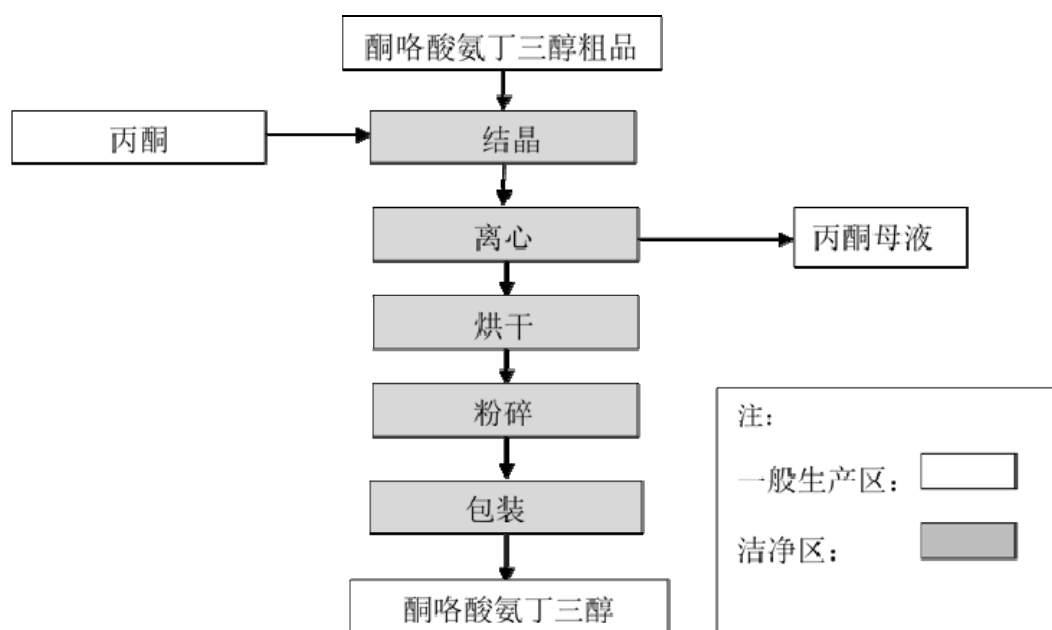 酮咯酸氨丁三醇粗品
丙酮
结晶
离心
丙酮母液
烘干
粉碎
包装
酮咯酸氨丁三醇
注：
一般生产区：
洁净区：